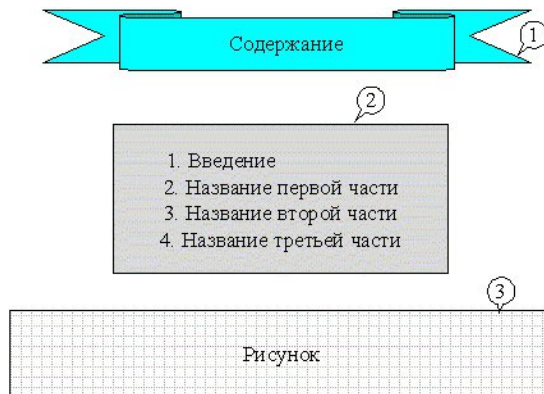 Содержание
1
2
1. Введение
2. Название первой части
3. Название второй части
4. Название третьей части
3
Рисунок